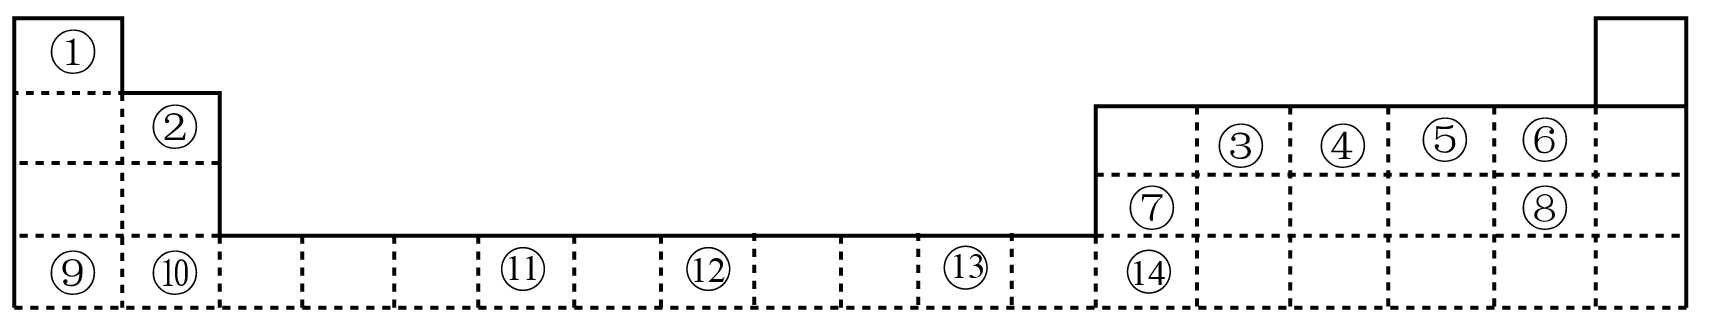 ①
②
③ ④ ⑤ ⑥
⑦ ⑧
⑨ ⑩ ⑪ ⑫ ⑬ ⑭